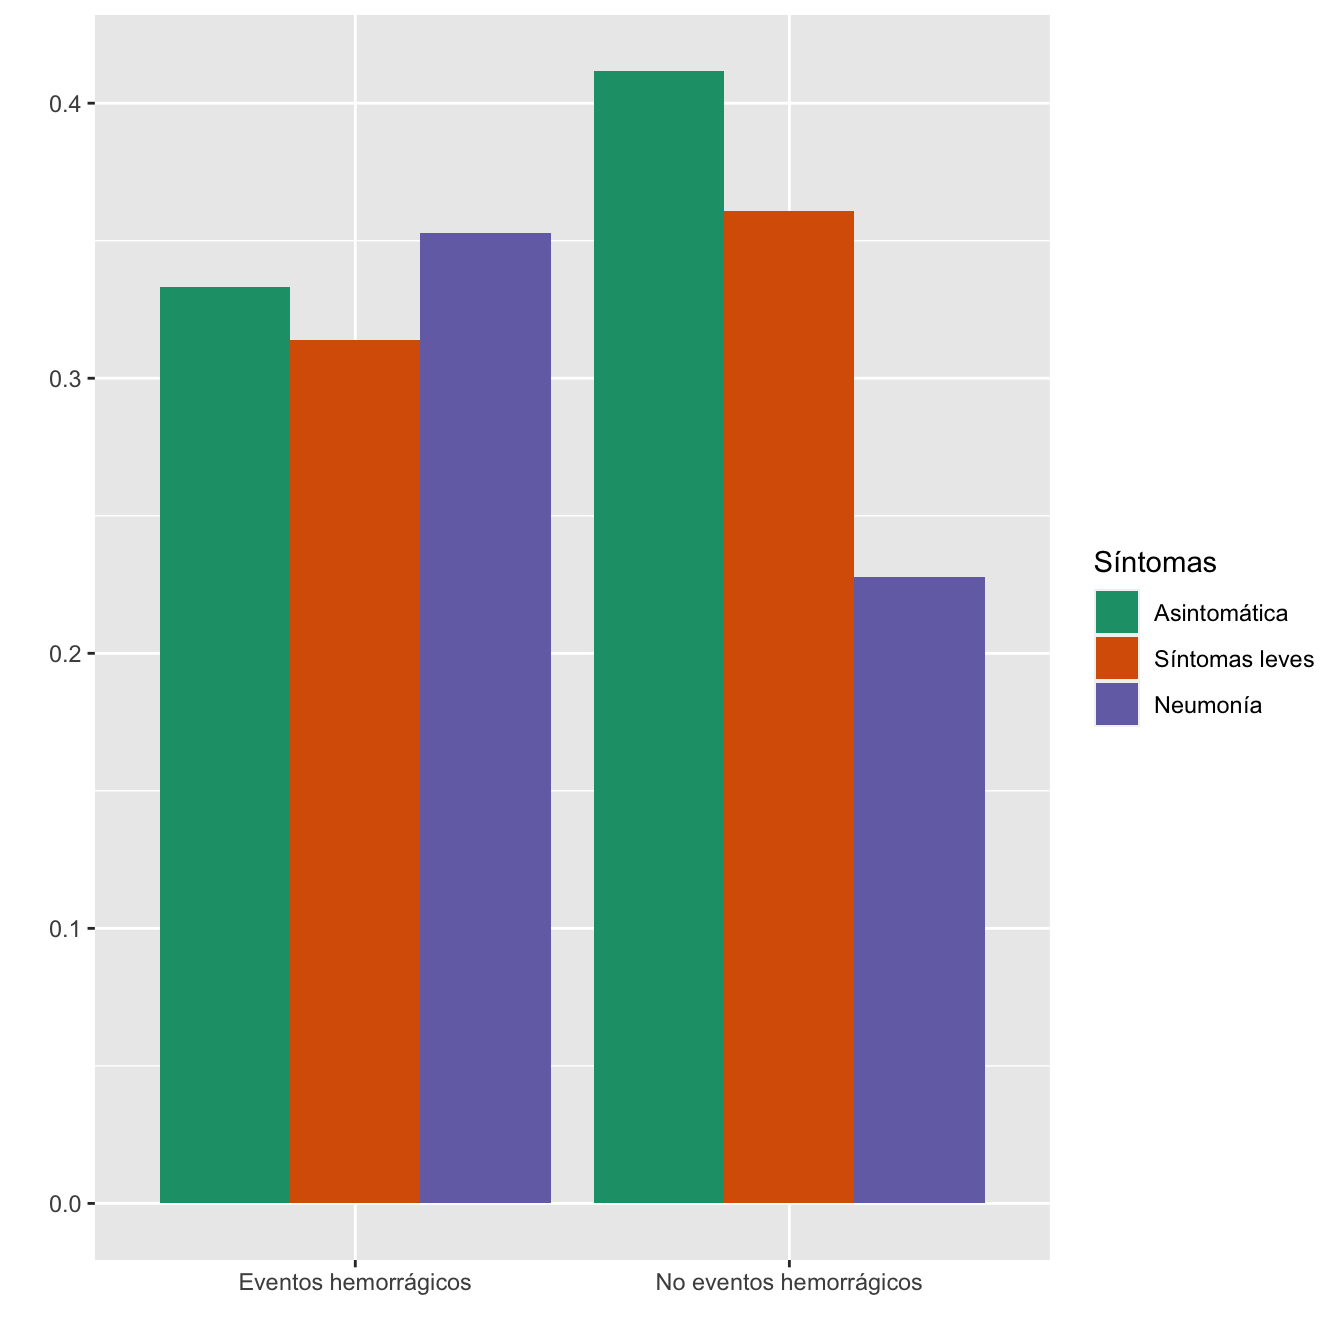 0.4
0.3
0.2
0.1
0.0
Eventos hemorrágicos
No eventos hemorrágicos
Síntomas
Asintomática
Síntomas leves
Neumonía